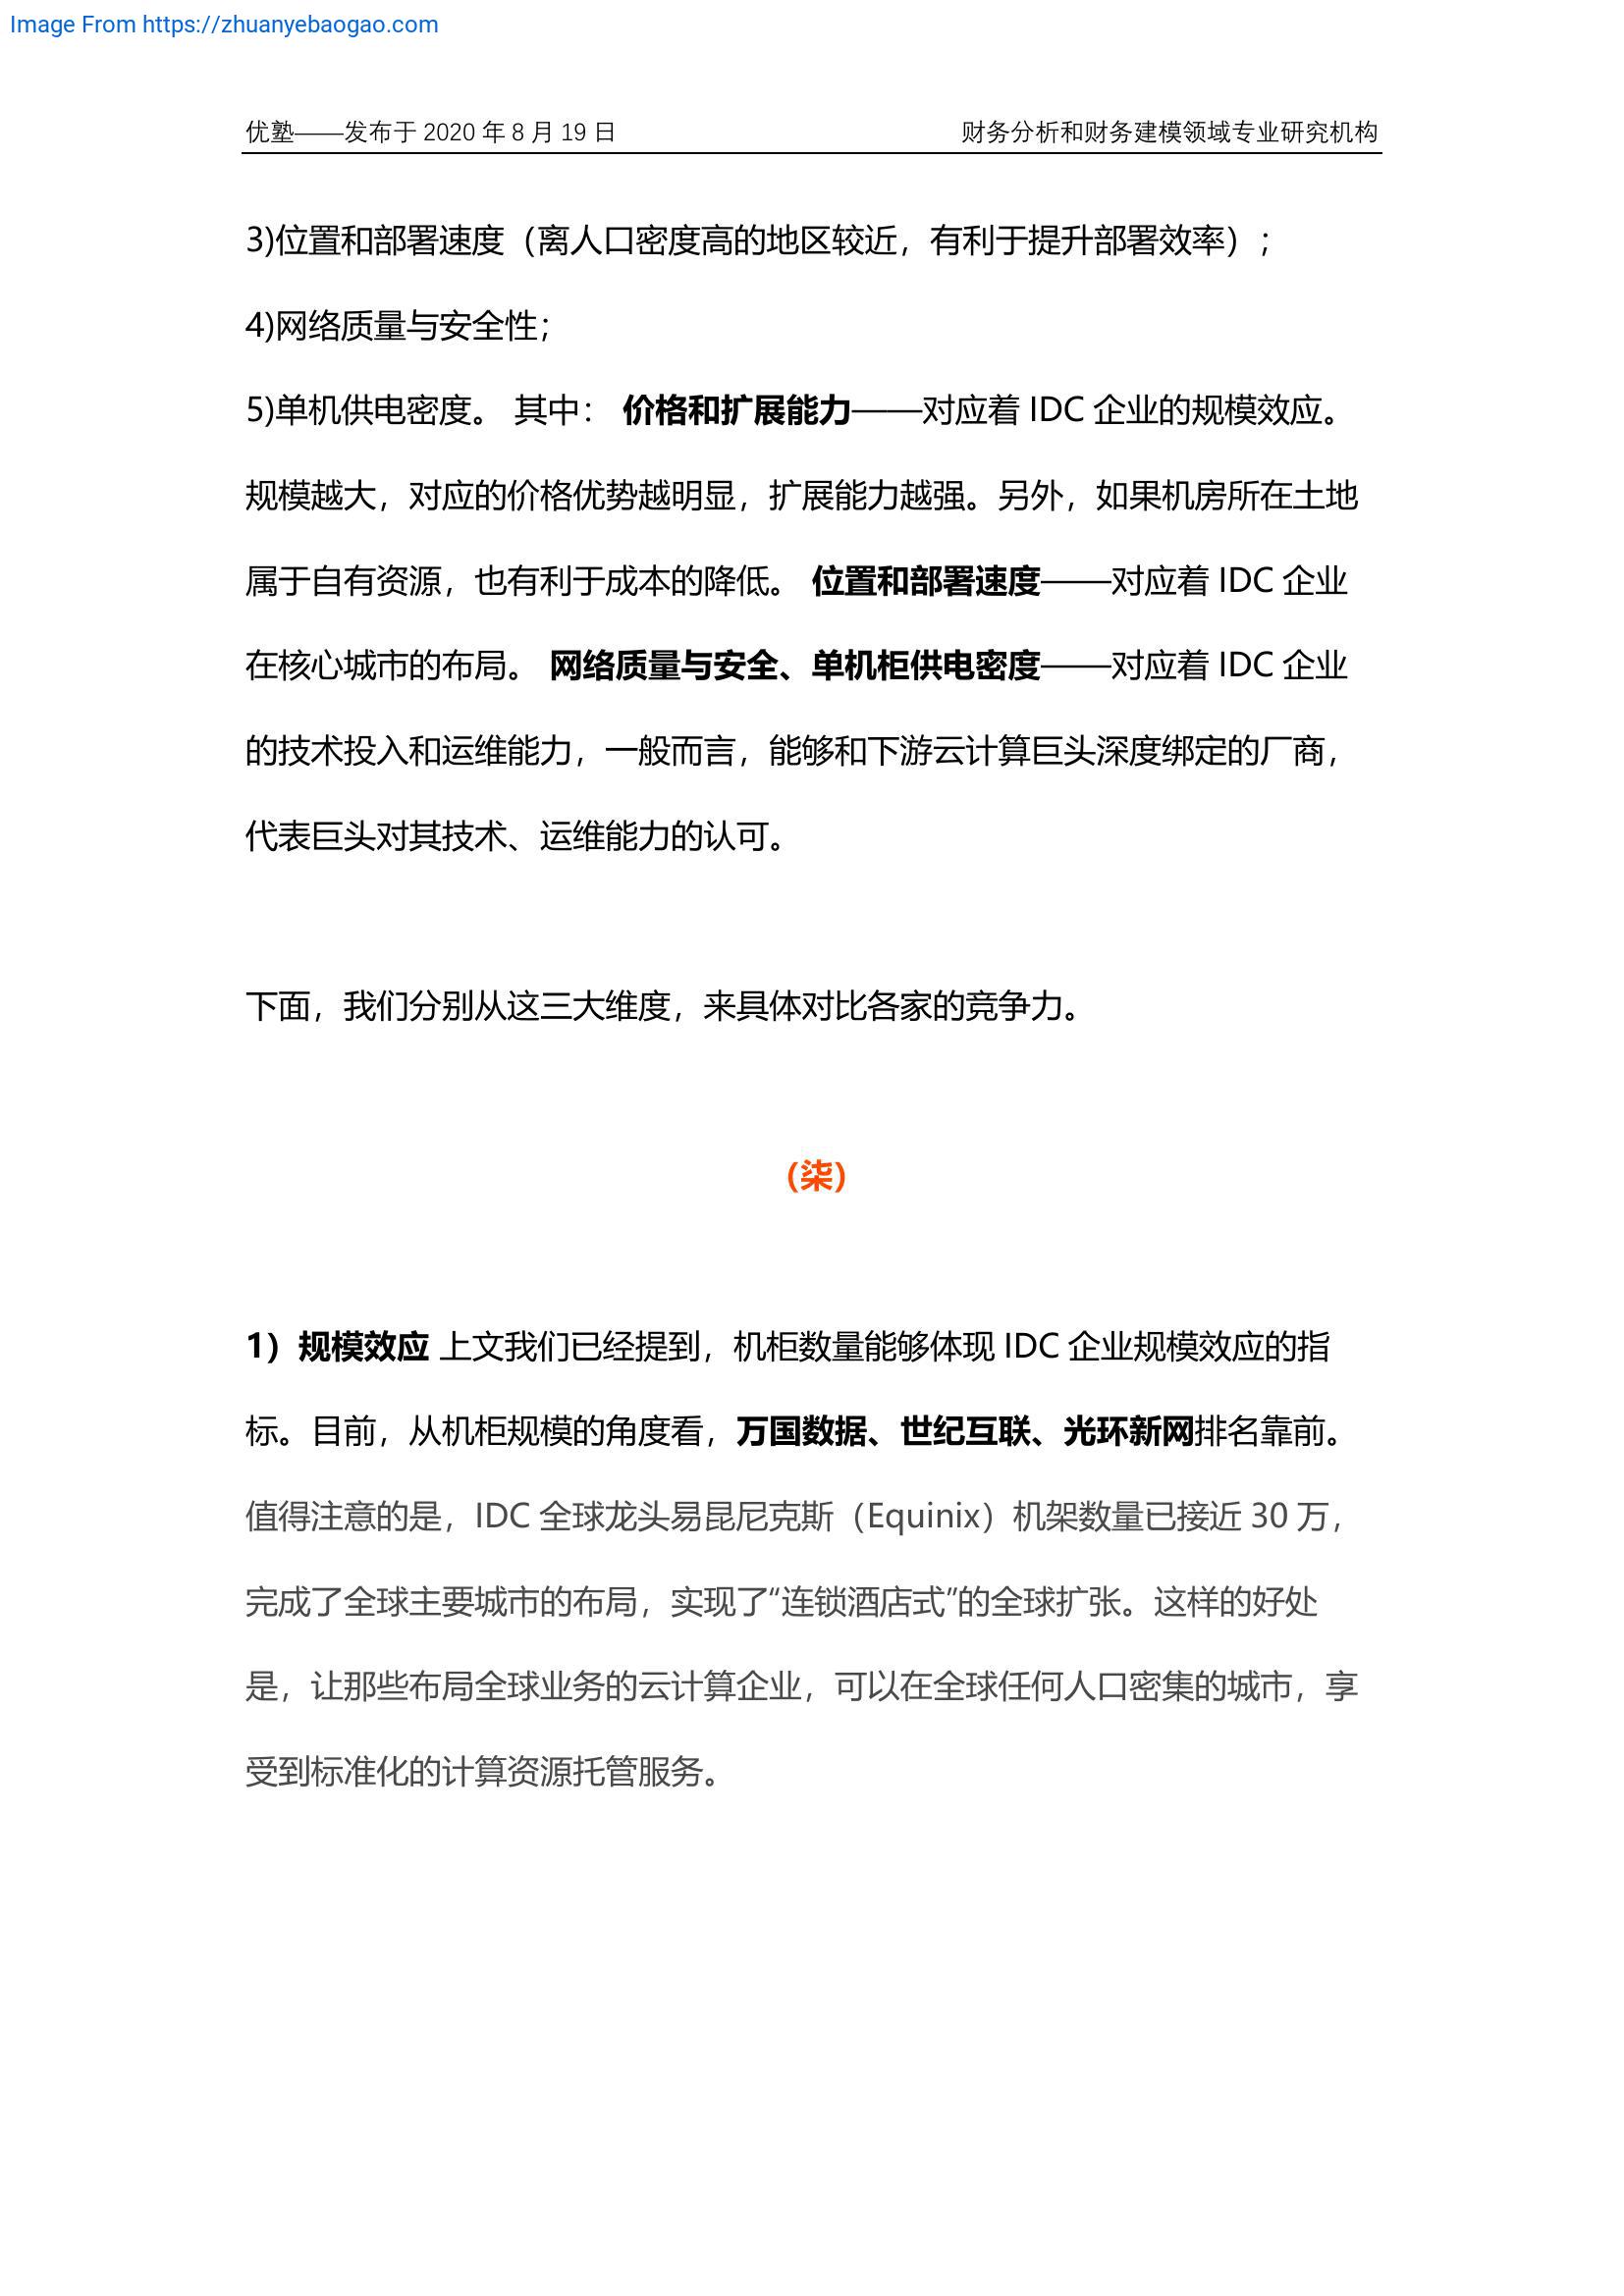 Image From https://zhuanyebaogao.com
优塾——发布于 2020 年 8 月 19 日 财务分析和财务建模领域专业研究机构
3)位置和部署速度（离人口密度高的地区较近，有利于提升部署效率）；
4)网络质量与安全性；
5)单机供电密度。 其中： 价格和扩展能力——对应着 IDC 企业的规模效应。
规模越大，对应的价格优势越明显，扩展能力越强。另外，如果机房所在土地
属于自有资源，也有利于成本的降低。 位置和部署速度——对应着 IDC 企业
在核心城市的布局。 网络质量与安全、单机柜供电密度——对应着 IDC 企业
的技术投入和运维能力，一般而言，能够和下游云计算巨头深度绑定的厂商，
代表巨头对其技术、运维能力的认可。
下面，我们分别从这三大维度，来具体对比各家的竞争力。
(柒)
1）规模效应 上文我们已经提到，机柜数量能够体现 IDC 企业规模效应的指
标。目前，从机柜规模的角度看，万国数据、世纪互联、光环新网排名靠前。
值得注意的是，IDC 全球龙头易昆尼克斯（Equinix）机架数量已接近 30 万，
完成了全球主要城市的布局，实现了“连锁酒店式”的全球扩张。这样的好处
是，让那些布局全球业务的云计算企业，可以在全球任何人口密集的城市，享
受到标准化的计算资源托管服务。